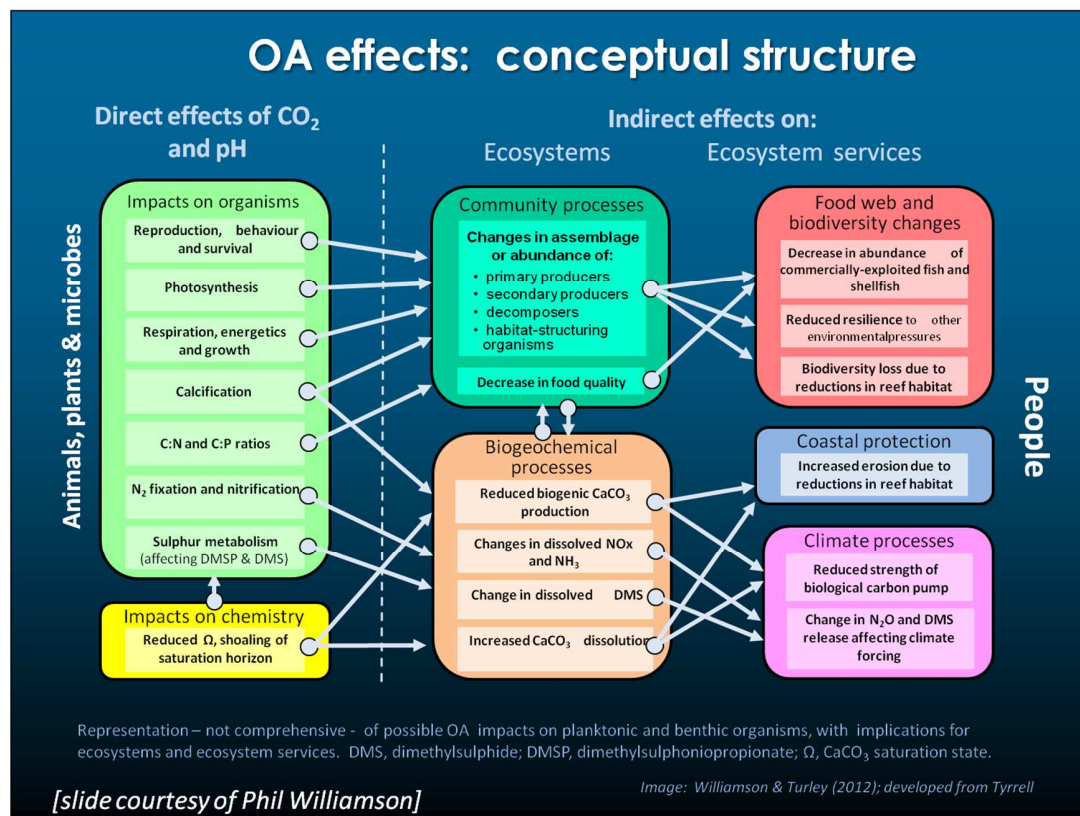 OA effects: conceptual structure
Direct effects of CO₂
and pH
Indirect effects on:
Ecosystems
Ecosystem services
Animals, plants & microbes
Impacts on organisms
Reproduction, behaviour
and survival
Photosynthesis
Respiration, energetics
and growth
Calcification
C:N and C:P ratios
N₂ fixation and nitrification
Sulphur metabolism
(affecting DMSP & DMS)
Impacts on chemistry
Reduced Ω, shoaling of
saturation horizon
Community processes
Changes in assemblage
or abundance of:
• primary producers
• secondary producers
• decomposers
• habitat-structuring
organisms
Decrease in food quality
Biogeochemical
processes
Reduced biogenic CaCO₃
production
Changes in dissolved NOx
and NH₃
Change in dissolved DMS
Increased CaCO₃ dissolution
Food web and
biodiversity changes
Decrease in abundance of
commercially-exploited fish and
shellfish
Reduced resilience to other
environmentalpressures
Biodiversity loss due to
reductions in reef habitat
Coastal protection
Increased erosion due to
reductions in reef habitat
Climate processes
Reduced strength of
biological carbon pump
Change in N₂O and DMS
release affecting climate
forcing
People
Representation – not comprehensive - of possible OA impacts on planktonic and benthic organisms, with implications for
ecosystems and ecosystem services. DMS, dimethylsulphide; DMSP, dimethylsulphoniopropionate; Ω, CaCO₃ saturation state.
Image: Williamson & Turley (2012); developed from Tyrrell
[slide courtesy of Phil Williamson]